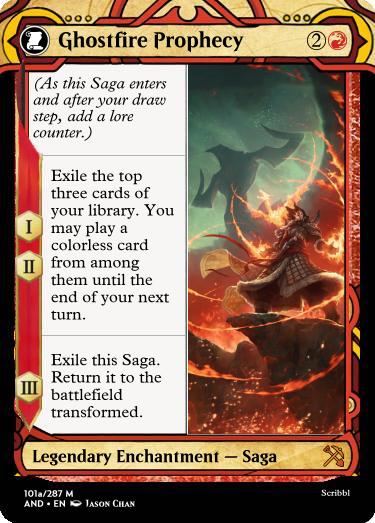 Ghostfire Prophecy
2
(As this Saga enters
and after your draw
step, add a lore
counter.)
I
II
Exile the top
three cards of
your library. You
may play a
colorless card
from among
them until the
end of your next
turn.
III
Exile this Saga.
Return it to the
battlefield
transformed.
Legendary Enchantment — Saga
101a/287 M
AND • EN Jason Chan
Scribbl